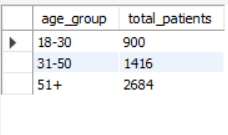 age_group total_patients
18-30 900
31-50 1416
51+ 2684